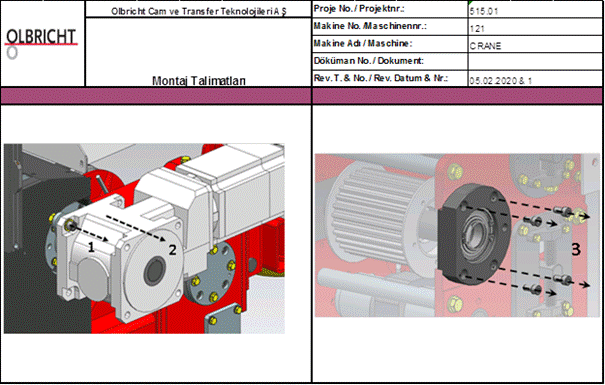 OLBRICHT
Olbricht Cam ve Transfer Teknolojileri A Ş
Montaj Talimatları
Proje No. / Projektnr.: 515.01
Makine No. /Maschinennr.: 121
Makine Adı / Maschine: CRANE
Döküman No. / Dokument:
Rev.T. & No. / Rev. Datum & Nr.: 05.02.2020 & 1
1
2
3